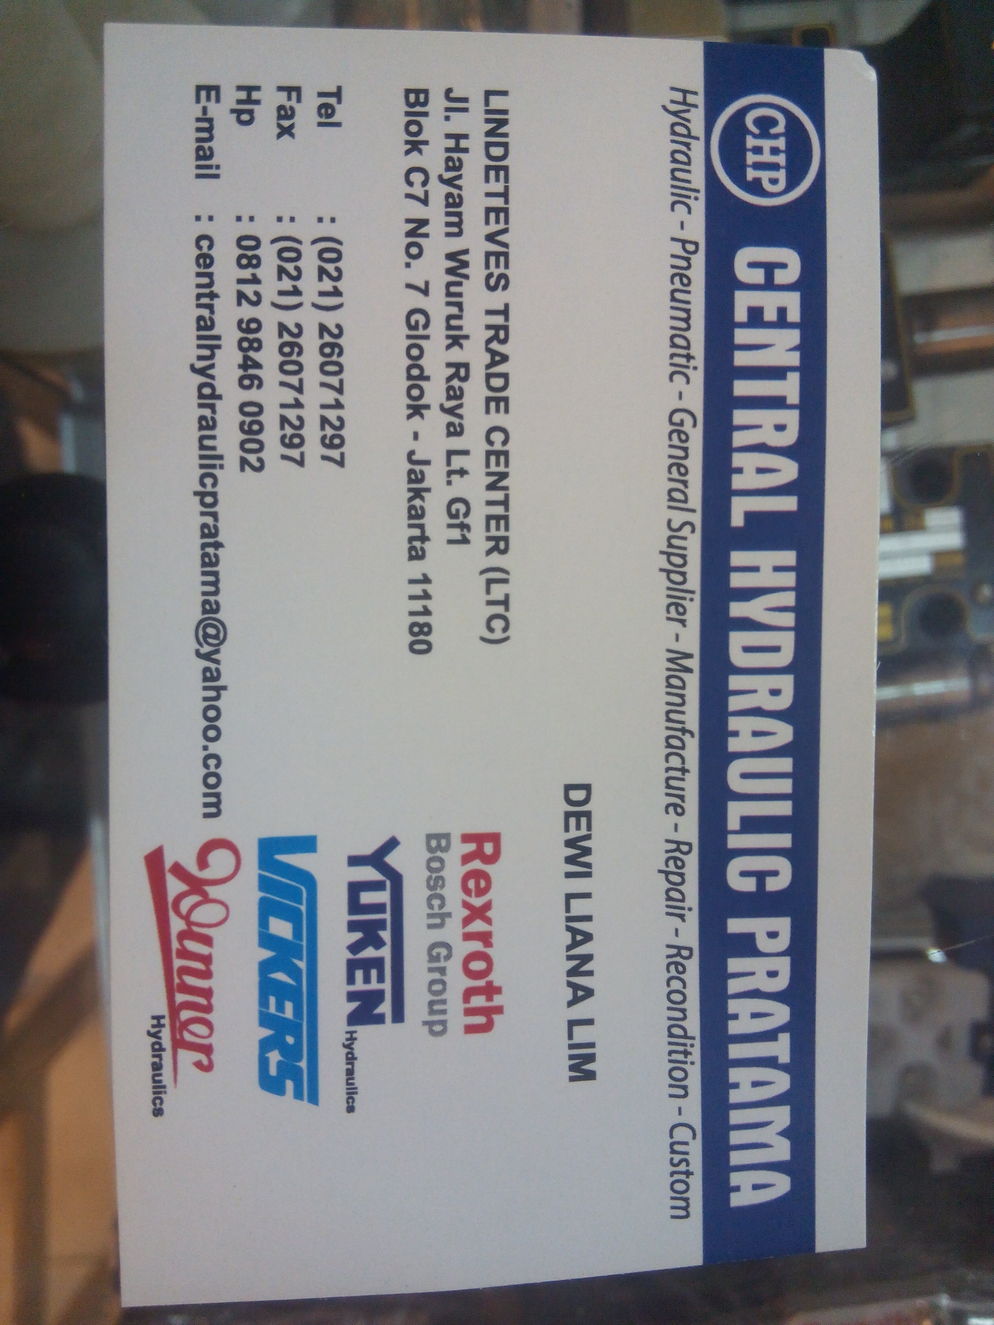 CHP CENTRAL HYDRAULIC PRATAMA
Hydraulic - Pneumatic - General Supplier - Manufacture - Repair - Recondition - Custom
DEWI LIANA LIM
LINDETEVES TRADE CENTER (LTC)
Jl. Hayam Wuruk Raya Lt. Gf1
Blok C7 No. 7 Glodok - Jakarta 11180
Tel : (021) 26071297
Fax : (021) 26071297
Hp : 0812 9846 0902
E-mail : centralhydraulicpratama@yahoo.com
Rexroth
Bosch Group
YUKEN Hydraulics
VICKERS
Winner
Hydraulics